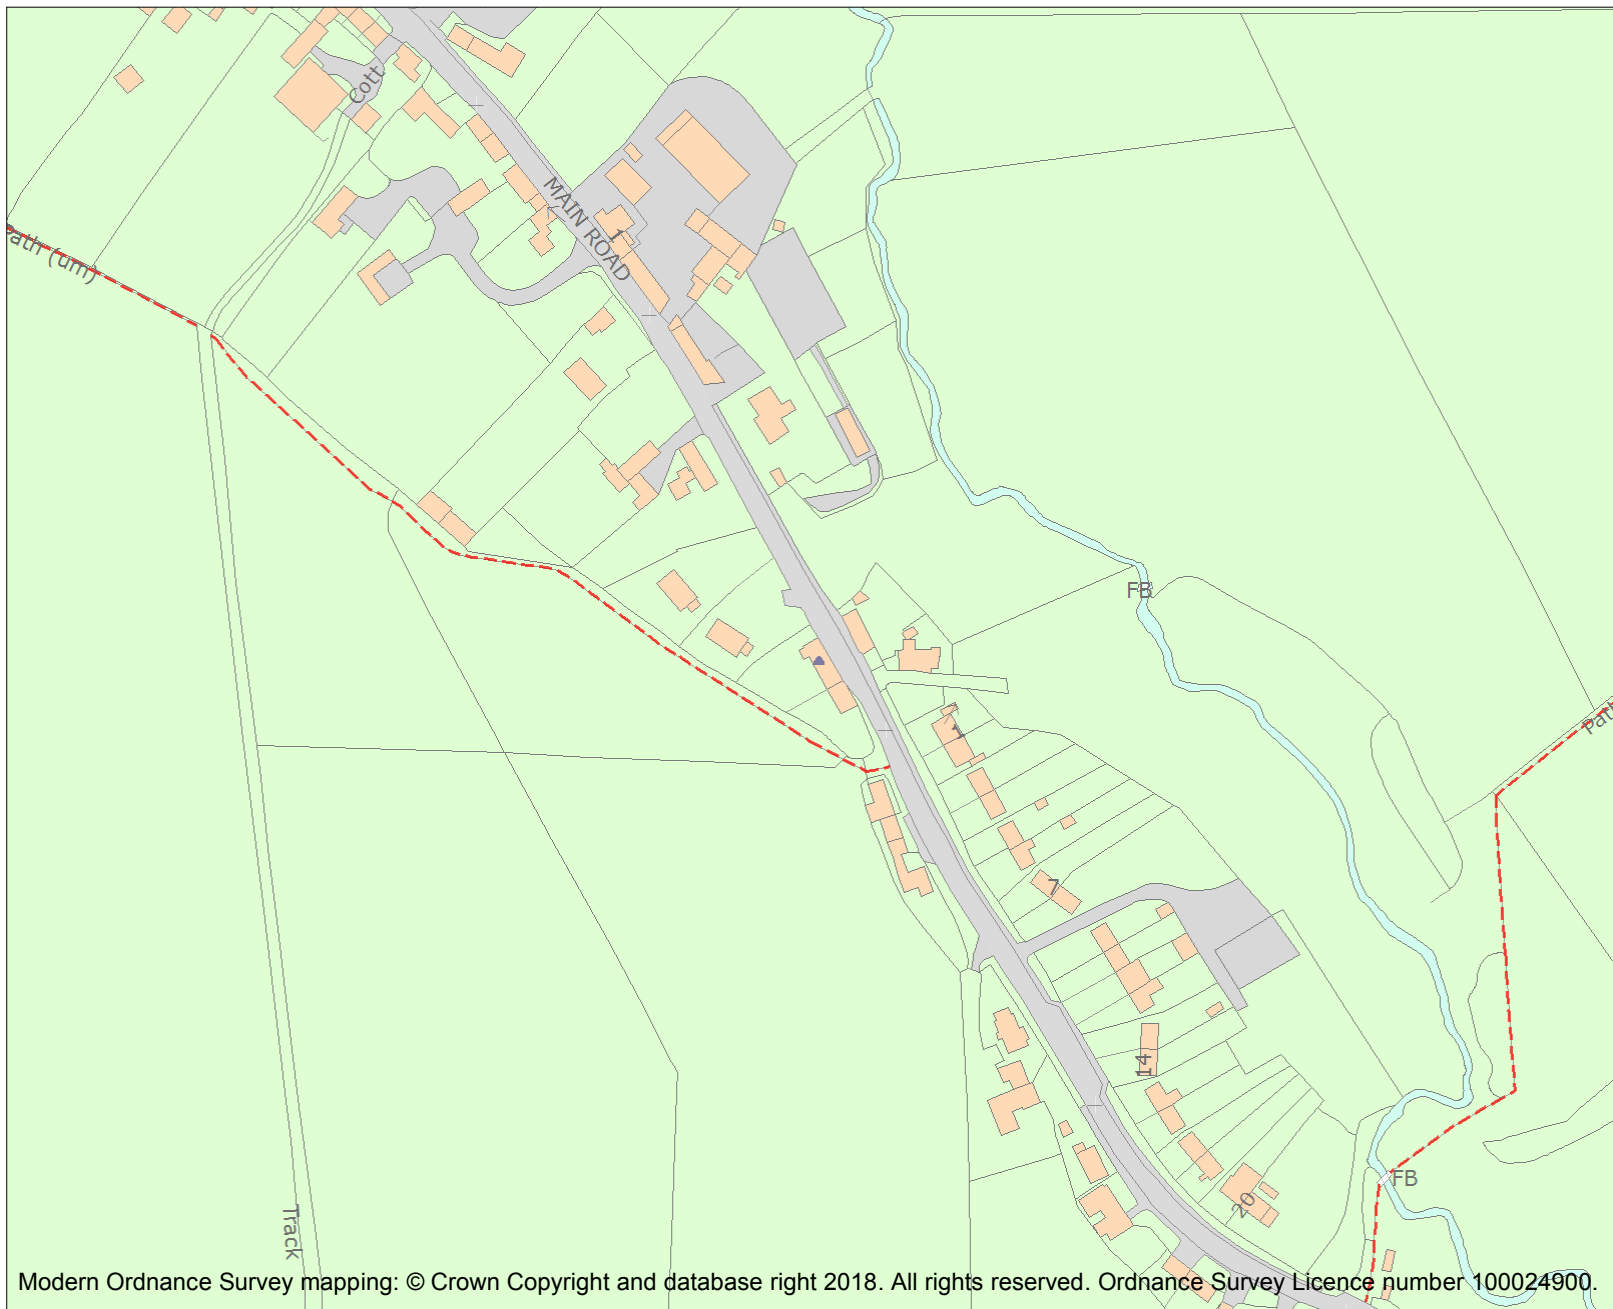 Cott
MAIN ROAD
1
Path (um)
FB
Path
1
7
14
FB
20
Track
Modern Ordnance Survey mapping: © Crown Copyright and database right 2018. All rights reserved. Ordnance Survey Licence number 100024900.